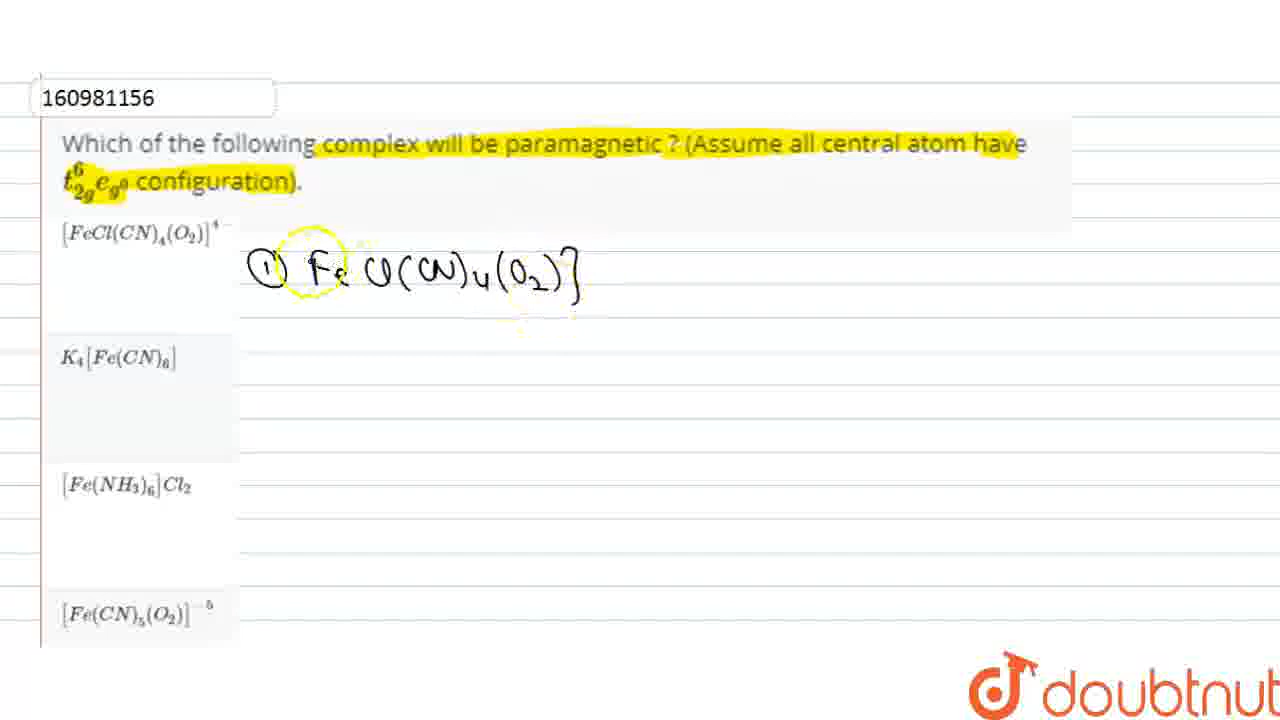 160981156
Which of the following complex will be paramagnetic ? (Assume all central atom have
t₂g⁶ e_g⁰ configuration).
[FeCl(CN)₄(O₂)]⁴⁻
① Fe Cl(CN)₄(O₂)]
K₄[Fe(CN)₆]
[Fe(NH₃)₆]Cl₂
[Fe(CN)₅(O₂)]⁻⁵
doubtnut